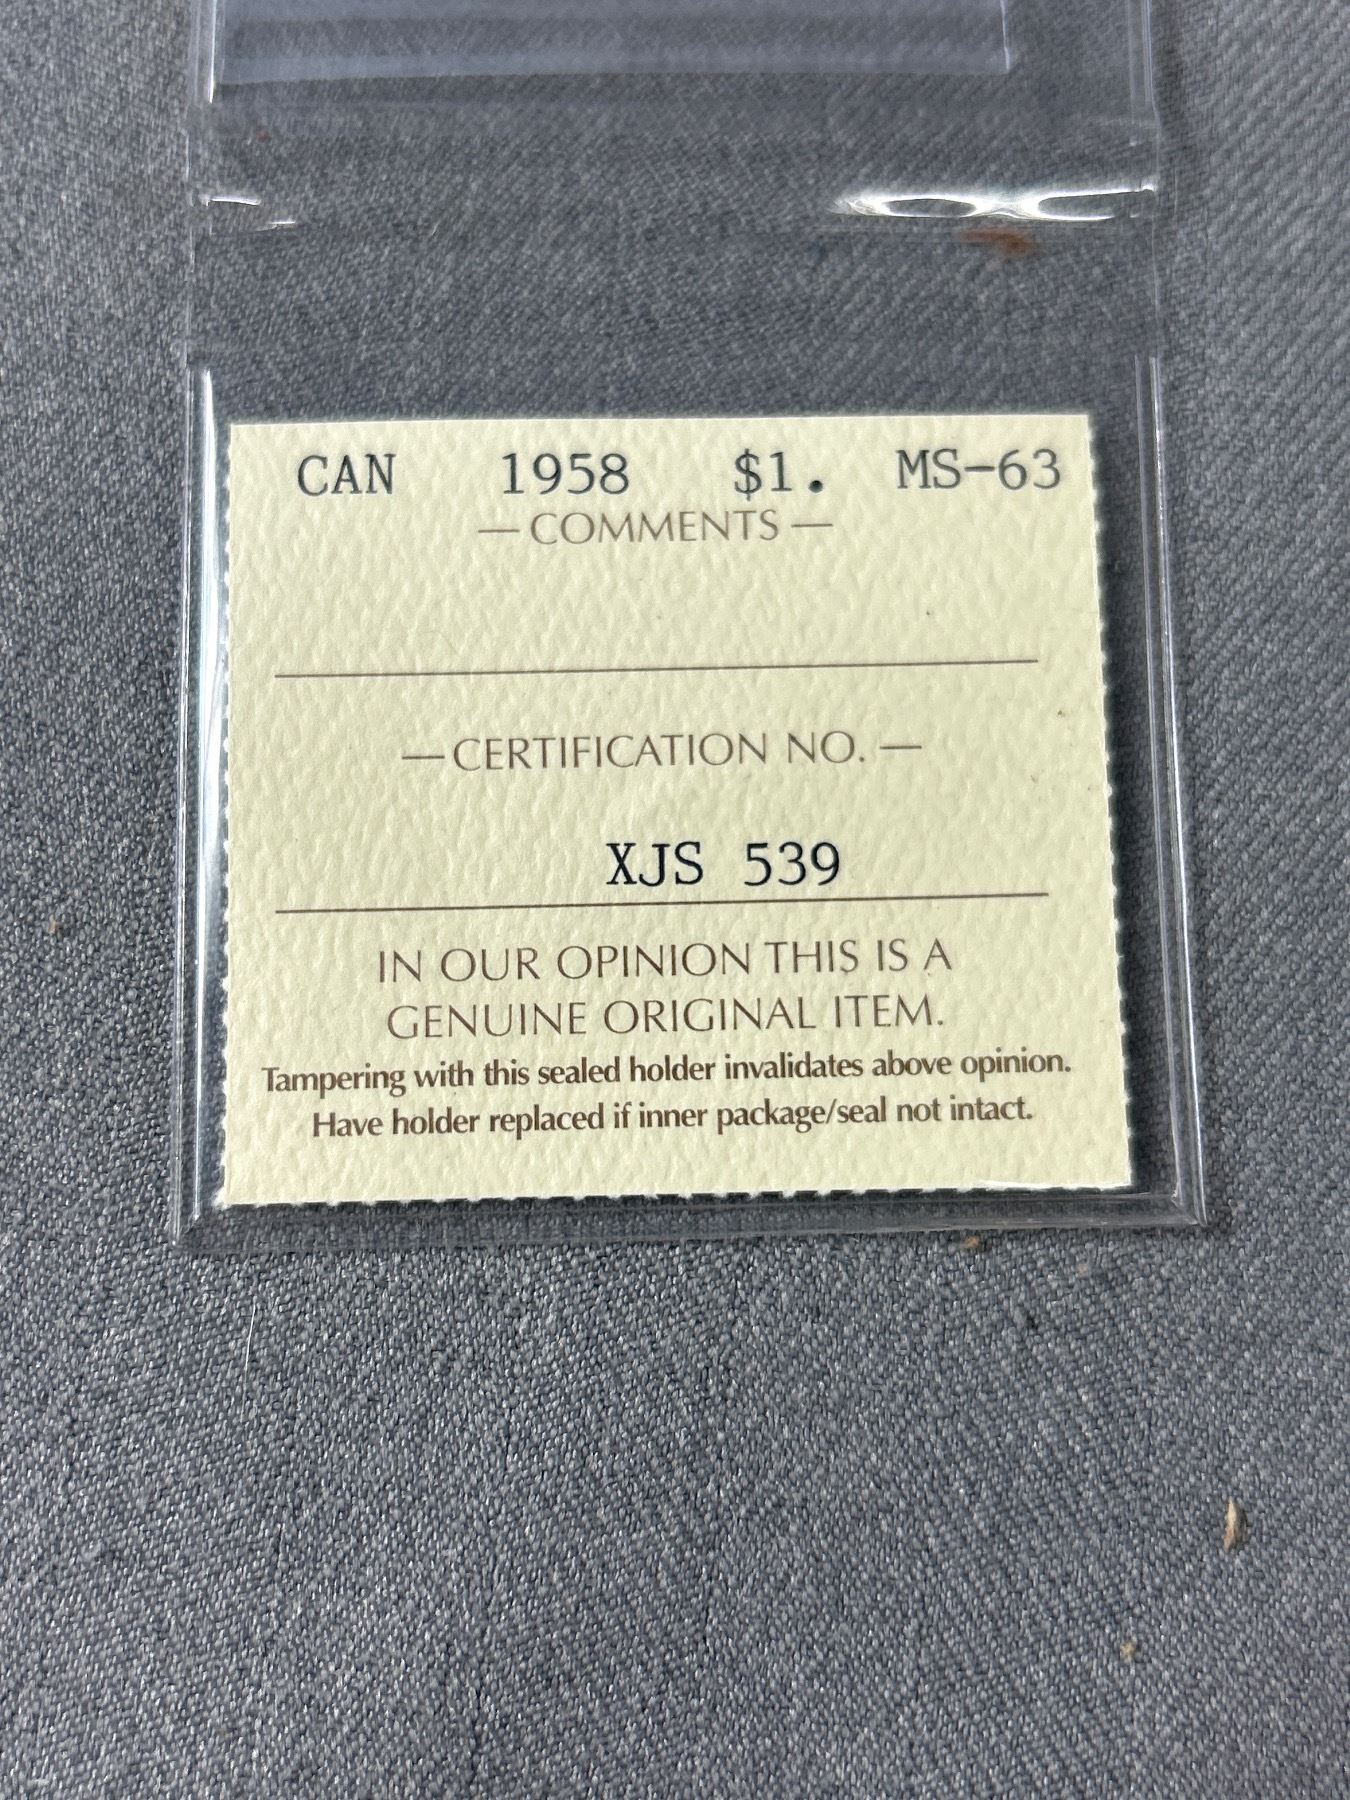 CAN 1958 $1. MS-63
— COMMENTS —
— CERTIFICATION NO. —
XJS 539
IN OUR OPINION THIS IS A
GENUINE ORIGINAL ITEM.
Tampering with this sealed holder invalidates above opinion.
Have holder replaced if inner package/seal not intact.